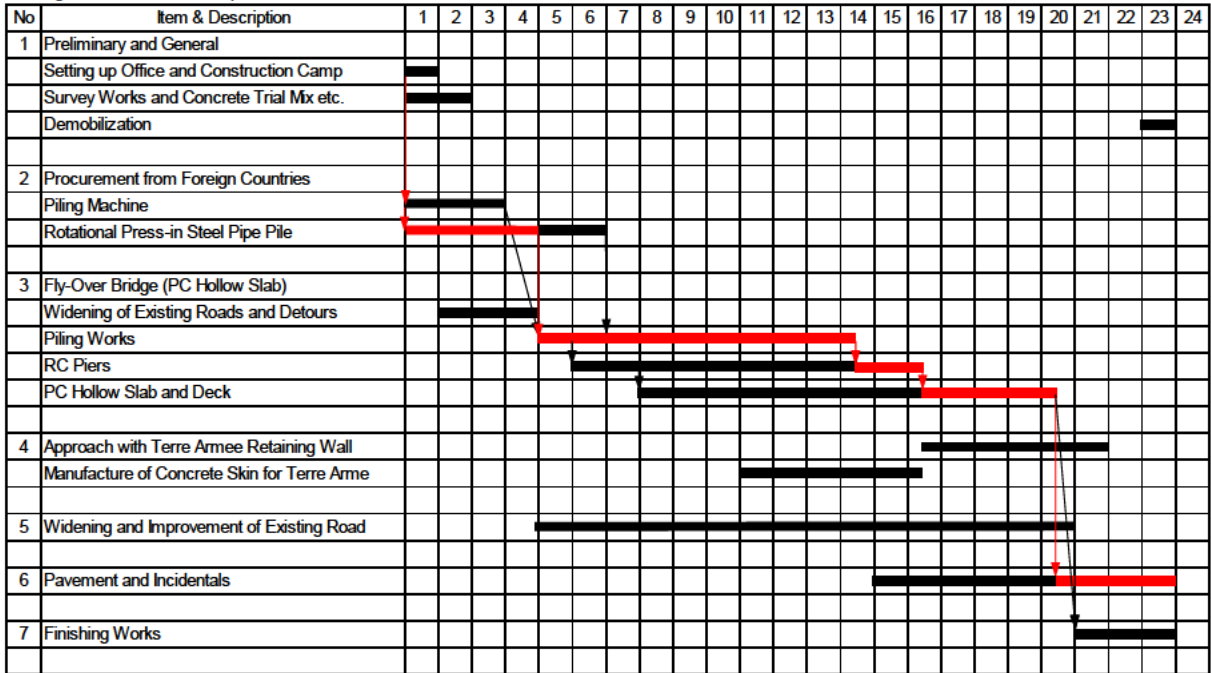 No Item & Description 1 2 3 4 5 6 7 8 9 10 11 12 13 14 15 16 17 18 19 20 21 22 23 24
1 Preliminary and General
Setting up Office and Construction Camp
Survey Works and Concrete Trial Mix etc.
Demobilization
2 Procurement from Foreign Countries
Piling Machine
Rotational Press-in Steel Pipe Pile
3 Fly-Over Bridge (PC Hollow Slab)
Widening of Existing Roads and Detours
Piling Works
RC Piers
PC Hollow Slab and Deck
4 Approach with Terre Armee Retaining Wall
Manufacture of Concrete Skin for Terre Arme
5 Widening and Improvement of Existing Road
6 Pavement and Incidentals
7 Finishing Works